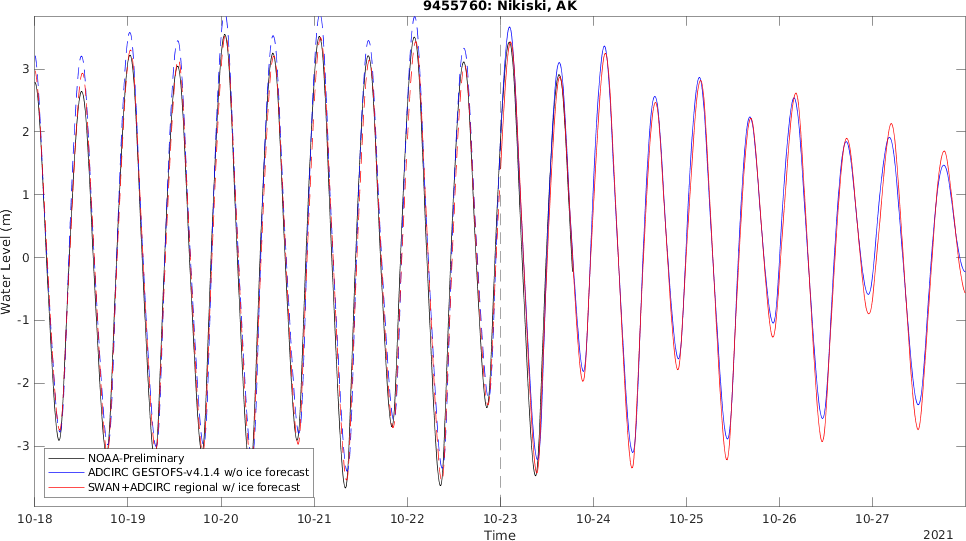 9455760: Nikiski, AK
Water Level (m)
3
2
1
0
-1
-2
-3
NOAA-Preliminary
ADCIRC GESTOFS-v4.1.4 w/o ice forecast
SWAN+ADCIRC regional w/ ice forecast
10-18 10-19 10-20 10-21 10-22 10-23 10-24 10-25 10-26 10-27
Time
2021